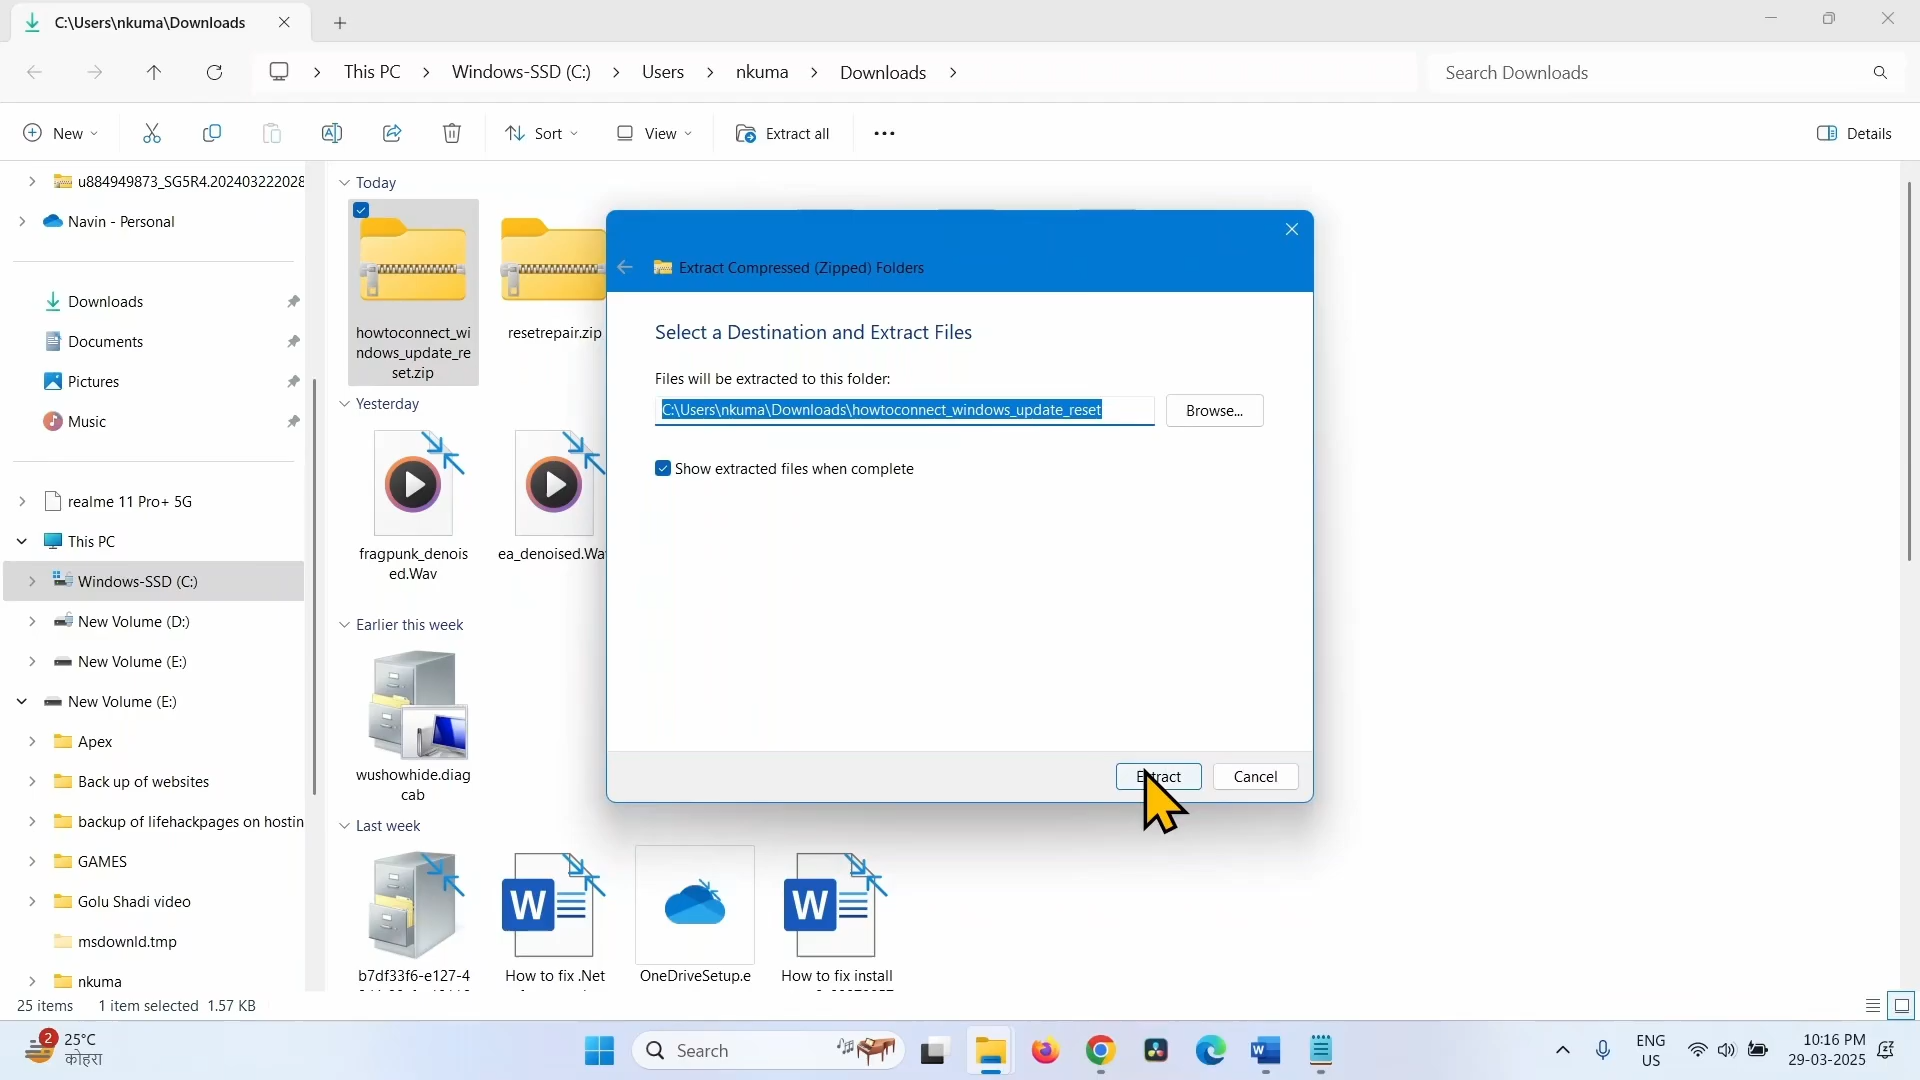 C:\Users\nkuma\Downloads
This PC
Windows-SSD (C:)
Users
nkuma
Downloads
Search Downloads
New
Sort
View
Extract all
Details
u884949873_SG5R4.202403222028
Navin - Personal
Downloads
Documents
Pictures
Music
realme 11 Pro+ 5G
This PC
Windows-SSD (C:)
New Volume (D:)
New Volume (E:)
New Volume (E:)
Apex
Back up of websites
backup of lifehackpages on hostin
GAMES
Golu Shadi video
msdownld.tmp
nkuma
Today
howtoconnect_wi
ndows_update_re
set.zip
resetrepair.zip
Yesterday
fragpunk_denois
ed.Wav
ea_denoised.Wa
Earlier this week
wushowhide.diag
cab
Last week
b7df33f6-e127-4
How to fix .Net
OneDriveSetup.e
How to fix install
Extract Compressed (Zipped) Folders
Select a Destination and Extract Files
Files will be extracted to this folder:
C:\Users\nkuma\Downloads\howtoconnect_windows_update_reset
Browse...
Show extracted files when complete
Extract
Cancel
25 items
1 item selected 1.57 KB
2
25°C
कोहरा
Search
ENG
US
10:16 PM
29-03-2025